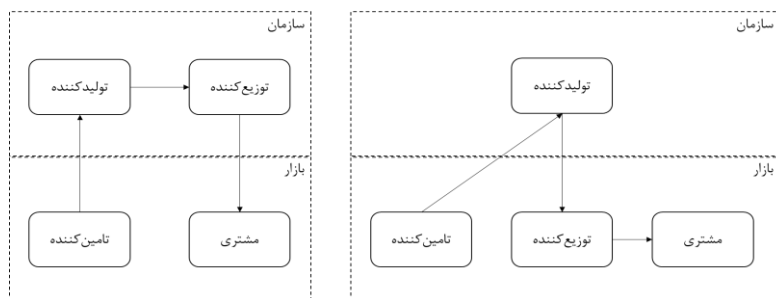 سازمان
تولیدکننده
بازار
تامین‌کننده
توزیع‌کننده
مشتری
سازمان
تولیدکننده
توزیع‌کننده
بازار
تامین‌کننده
مشتری